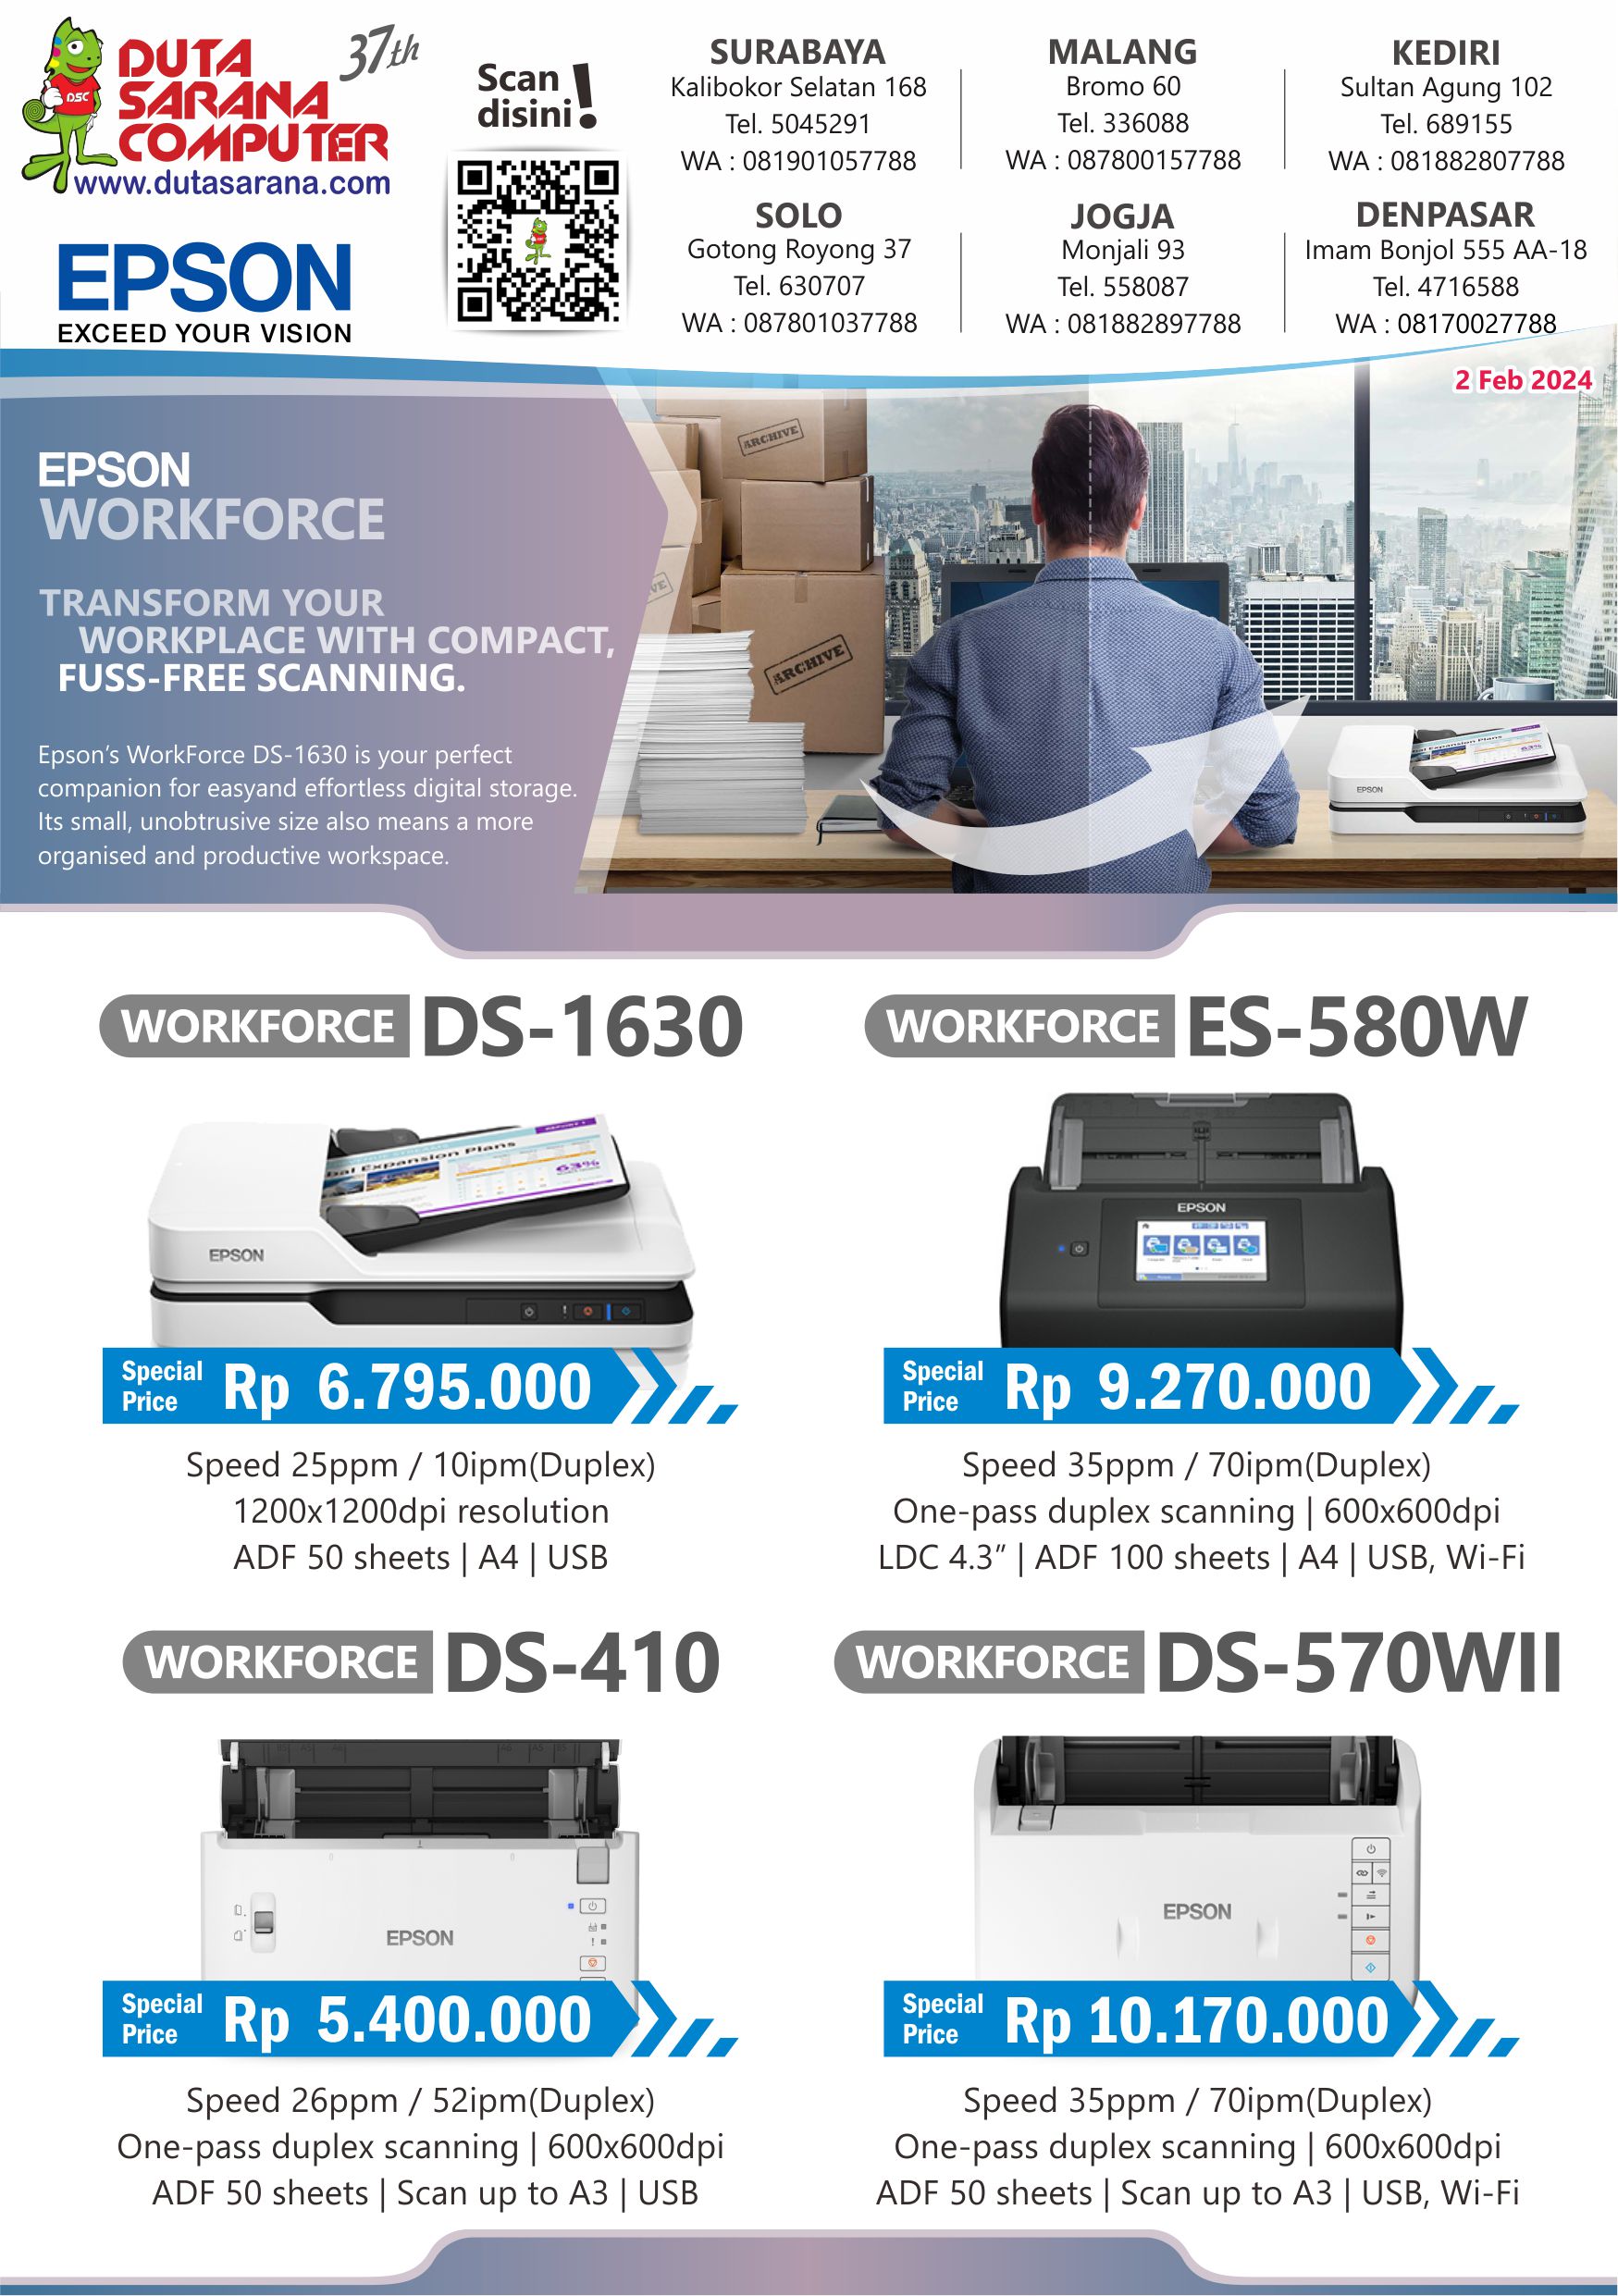 DUTA
SARANA
COMPUTER
37th
DSC
www.dutasarana.com
EPSON
EXCEED YOUR VISION
Scan
disini!
SURABAYA
Kalibokor Selatan 168
Tel. 5045291
WA : 081901057788
MALANG
Bromo 60
Tel. 336088
WA : 087800157788
KEDIRI
Sultan Agung 102
Tel. 689155
WA : 081882807788
SOLO
Gotong Royong 37
Tel. 630707
WA : 087801037788
JOGJA
Monjali 93
Tel. 558087
WA : 081882897788
DENPASAR
Imam Bonjol 555 AA-18
Tel. 4716588
WA : 08170027788
2 Feb 2024
EPSON
WORKFORCE
TRANSFORM YOUR
WORKPLACE WITH COMPACT,
FUSS-FREE SCANNING.
Epson's WorkForce DS-1630 is your perfect
companion for easyand effortless digital storage.
Its small, unobtrusive size also means a more
organised and productive workspace.
ARCHIVE
ARCHIVE
EPSON
WORKFORCE DS-1630
bal Expansion Plans
63%
EPSON
Special
Price
Rp 6.795.000
Speed 25ppm / 10ipm(Duplex)
1200x1200dpi resolution
ADF 50 sheets | A4 | USB
WORKFORCE ES-580W
EPSON
Special
Price
Rp 9.270.000
Speed 35ppm / 70ipm(Duplex)
One-pass duplex scanning | 600x600dpi
LDC 4.3” | ADF 100 sheets | A4 | USB, Wi-Fi
WORKFORCE DS-410
EPSON
Special
Price
Rp 5.400.000
Speed 26ppm / 52ipm(Duplex)
One-pass duplex scanning | 600x600dpi
ADF 50 sheets | Scan up to A3 | USB
WORKFORCE DS-570WII
EPSON
Special
Price
Rp 10.170.000
Speed 35ppm / 70ipm(Duplex)
One-pass duplex scanning | 600x600dpi
ADF 50 sheets | Scan up to A3 | USB, Wi-Fi